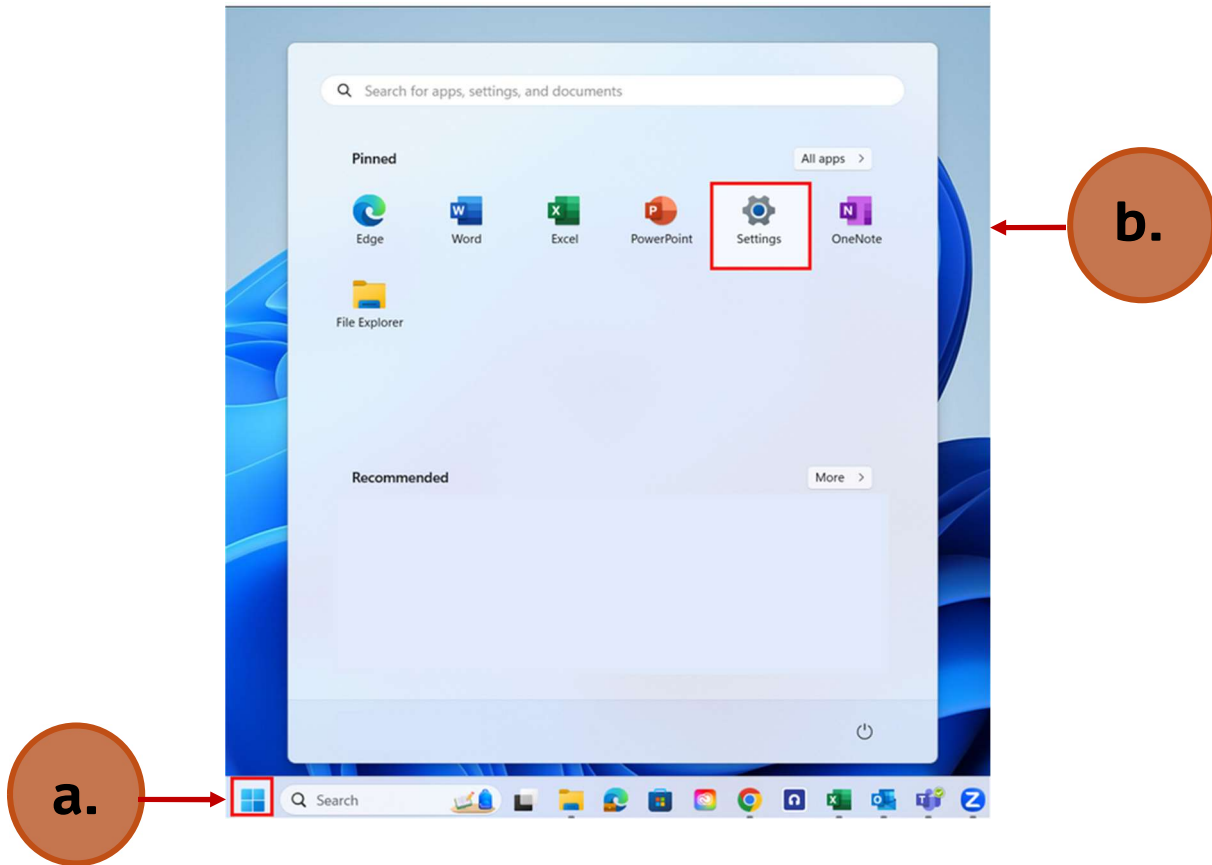 Search for apps, settings, and documents
Pinned
All apps >
b.
Edge
Word
Excel
PowerPoint
Settings
OneNote
File Explorer
Recommended
More >
a.
Search